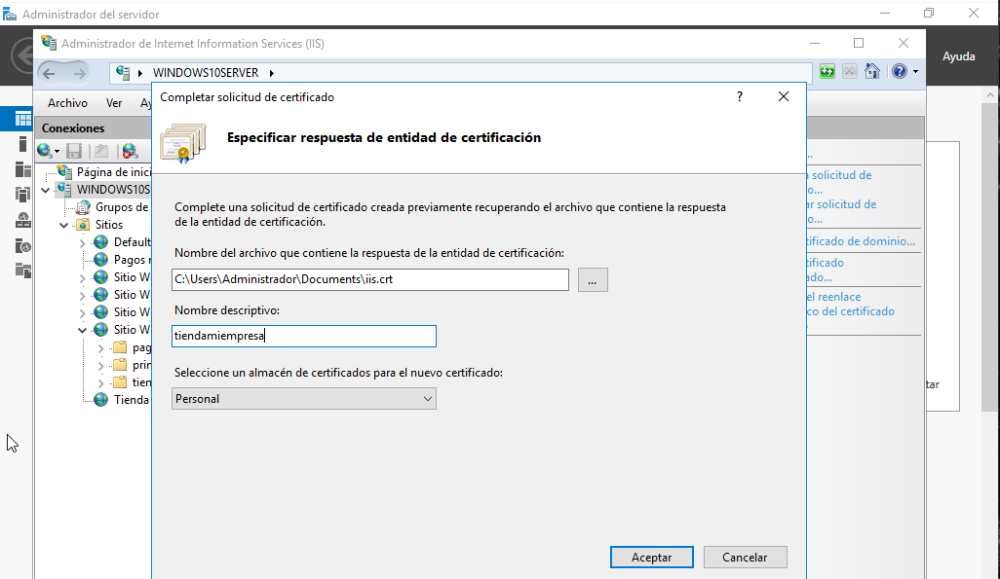 Administrador del servidor
Administrador de Internet Information Services (IIS)
Ayuda
WINDOWS10SERVER
Archivo Ver Ay
Completar solicitud de certificado
?
Especificar respuesta de entidad de certificación
Conexiones
Página de inici
WINDOWS10S
Grupos de
Sitios
Default
Pagos r
Sitio W
Sitio W
Sitio W
Sitio W
pag
prin
tien
Tienda
Complete una solicitud de certificado creada previamente recuperando el archivo que contiene la respuesta
de la entidad de certificación.
Nombre del archivo que contiene la respuesta de la entidad de certificación:
C:\Users\Administrador\Documents\iis.crt
...
Nombre descriptivo:
tiendamiempresa
Seleccione un almacén de certificados para el nuevo certificado:
Personal
Aceptar Cancelar
..
a solicitud de
o...
ar solicitud de
o...
tificado de dominio...
tificado
ado...
el reenlace
co del certificado
tar